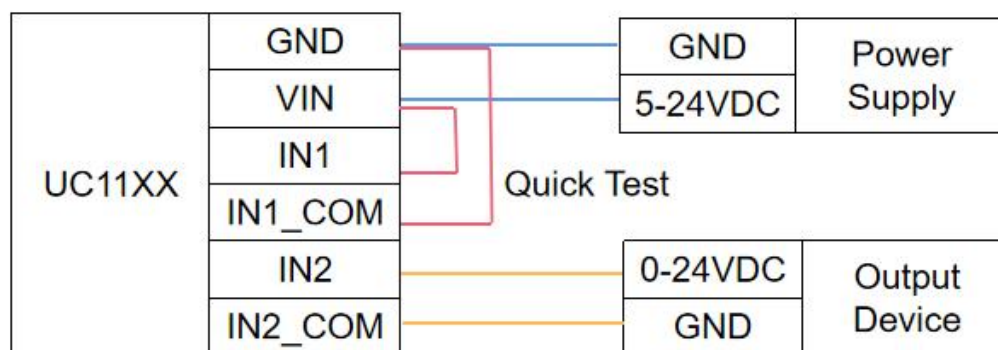 UC11XX
GND
VIN
IN1
IN1_COM
IN2
IN2_COM
GND
5-24VDC
Power
Supply
Quick Test
0-24VDC
GND
Output
Device